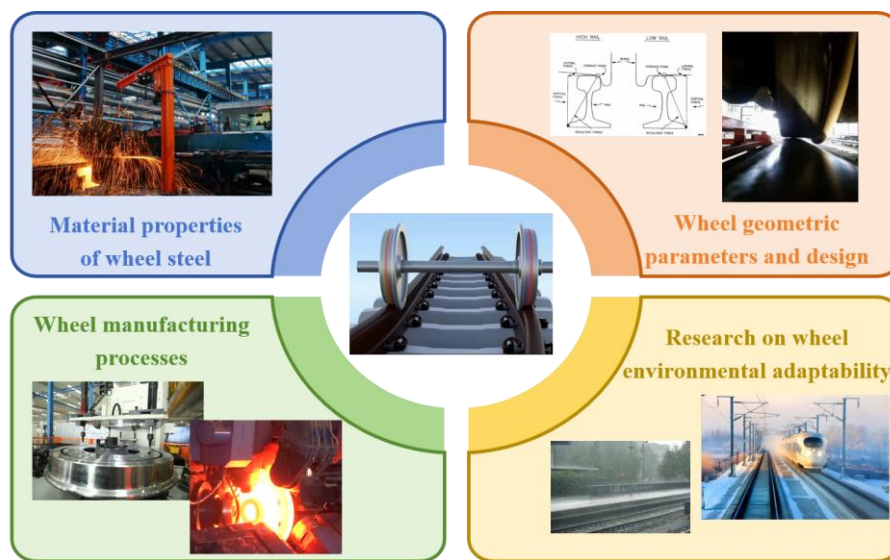 Material properties
of wheel steel
HIGH RAIL
LOW RAIL
Wheel geometric
parameters and design
Wheel manufacturing
processes
Research on wheel
environmental adaptability